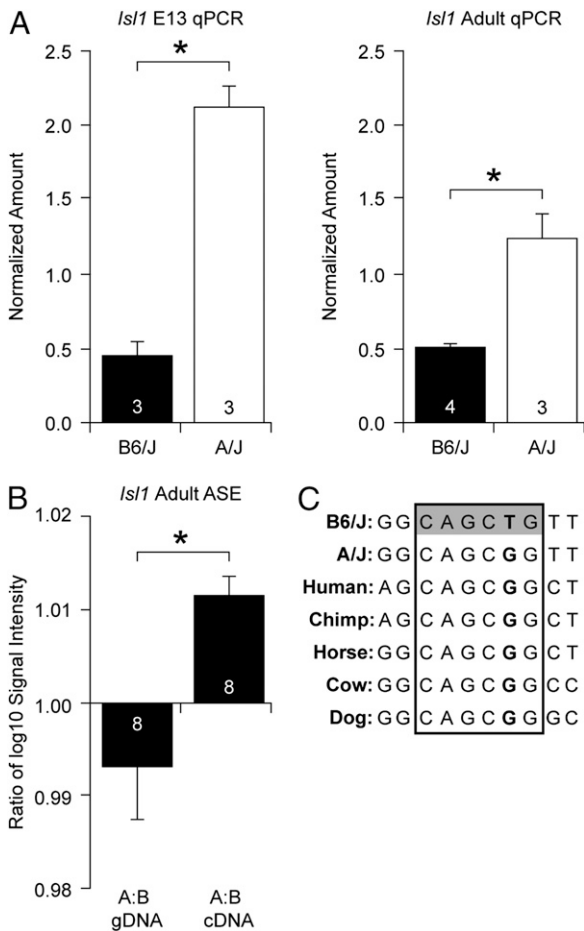 A
Isl1 E13 qPCR
2.5
2.0
1.5
1.0
0.5
0.0
Normalized Amount
*
3
3
B6/J
A/J
Isl1 Adult qPCR
2.5
2.0
1.5
1.0
0.5
0.0
Normalized Amount
*
4
3
B6/J
A/J
B
Isl1 Adult ASE
1.02
1.01
1.00
0.99
0.98
Ratio of log10 Signal Intensity
*
8
8
A:B gDNA
A:B cDNA
C
B6/J: G G C A G C T G T T
A/J: G G C A G C G G T T
Human: A G C A G C G G C T
Chimp: A G C A G C G G C T
Horse: G G C A G C G G C T
Cow: G G C A G C G G C C
Dog: G G C A G C G G G C